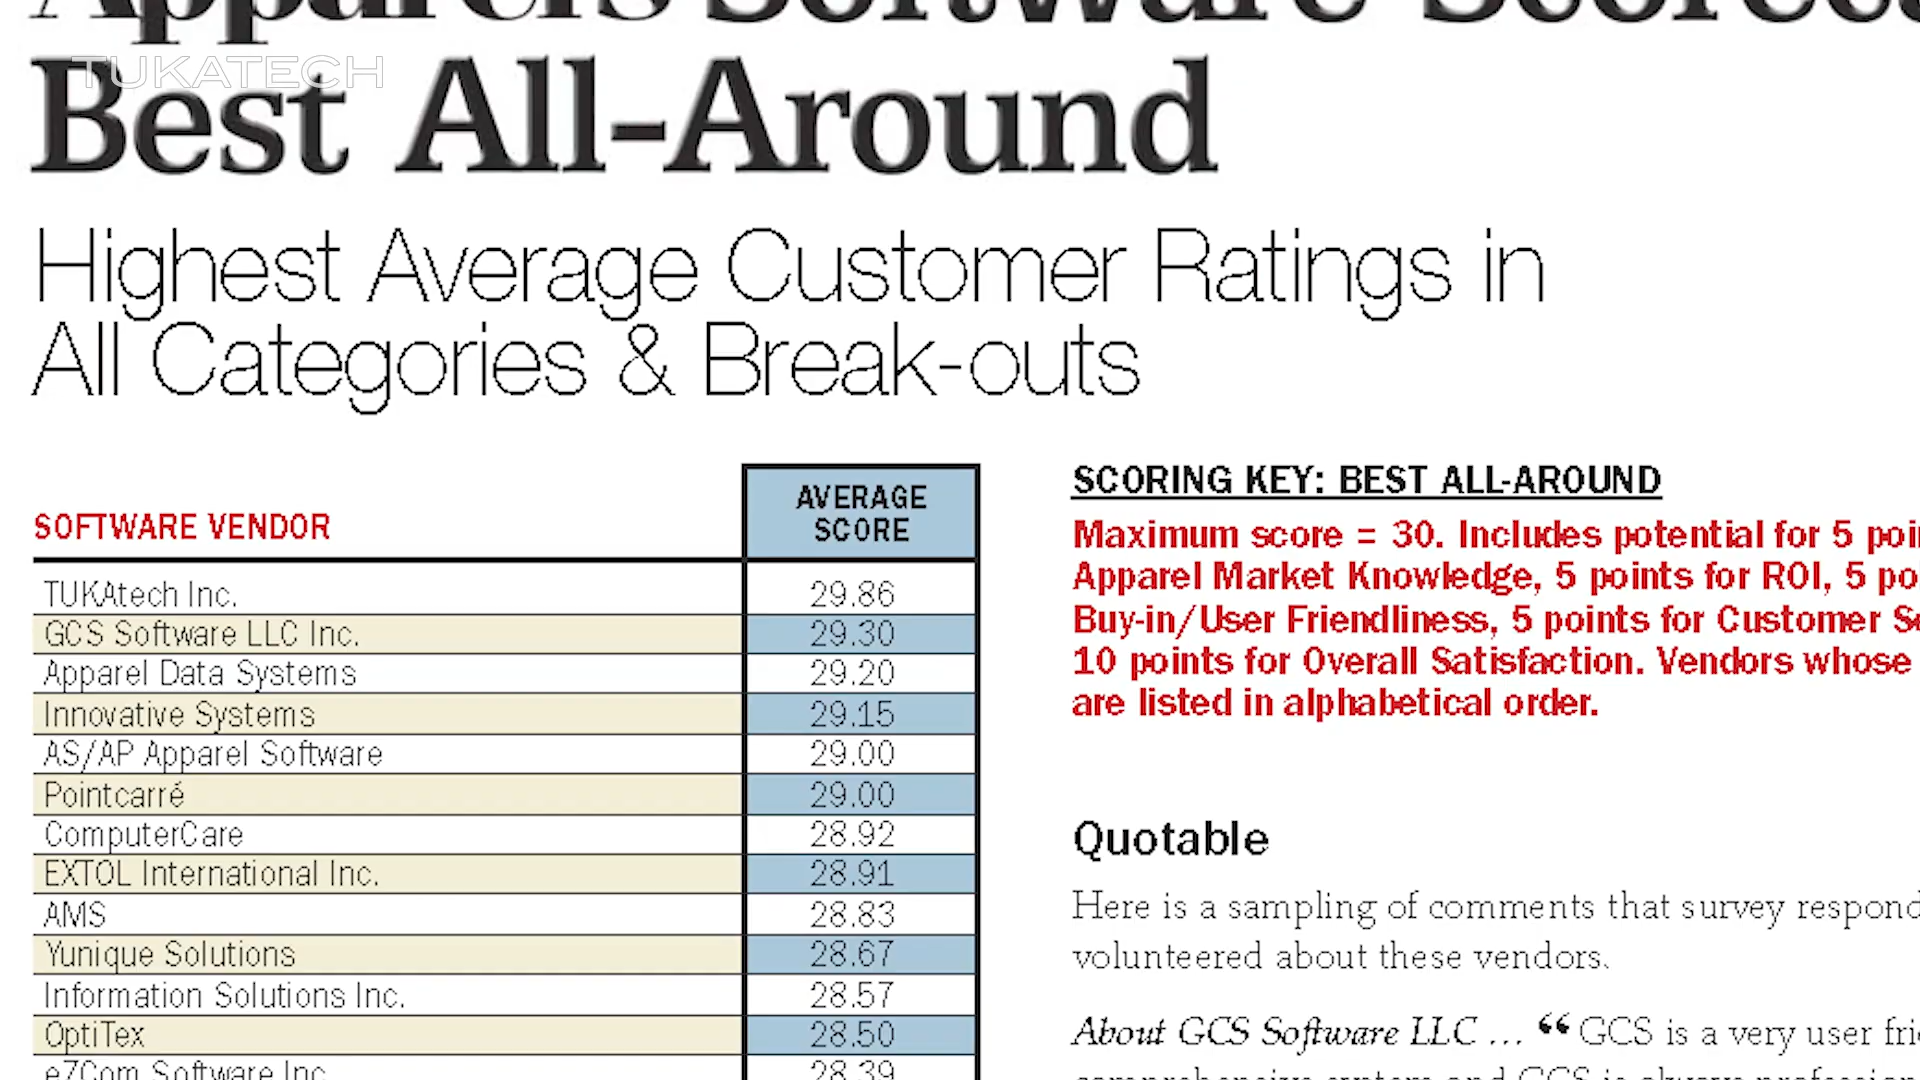 Best All-Around
TUKATECH
Highest Average Customer Ratings in
All Categories & Break-outs
SOFTWARE VENDOR
AVERAGE
SCORE
TUKAtech Inc. 29.86
GCS Software LLC Inc. 29.30
Apparel Data Systems 29.20
Innovative Systems 29.15
AS/AP Apparel Software 29.00
Pointcarré 29.00
ComputerCare 28.92
EXTOL International Inc. 28.91
AMS 28.83
Yunique Solutions 28.67
Information Solutions Inc. 28.57
OptiTex 28.50
e7Com Software Inc 28.39
SCORING KEY: BEST ALL-AROUND
Maximum score = 30. Includes potential for 5
Apparel Market Knowledge, 5 points for ROI, 5
Buy-in/User Friendliness, 5 points for Customer
10 points for Overall Satisfaction. Vendors whose
are listed in alphabetical order.
Quotable
Here is a sampling of comments that survey
volunteered about these vendors.
About GCS Software LLC ... “GCS is a very user